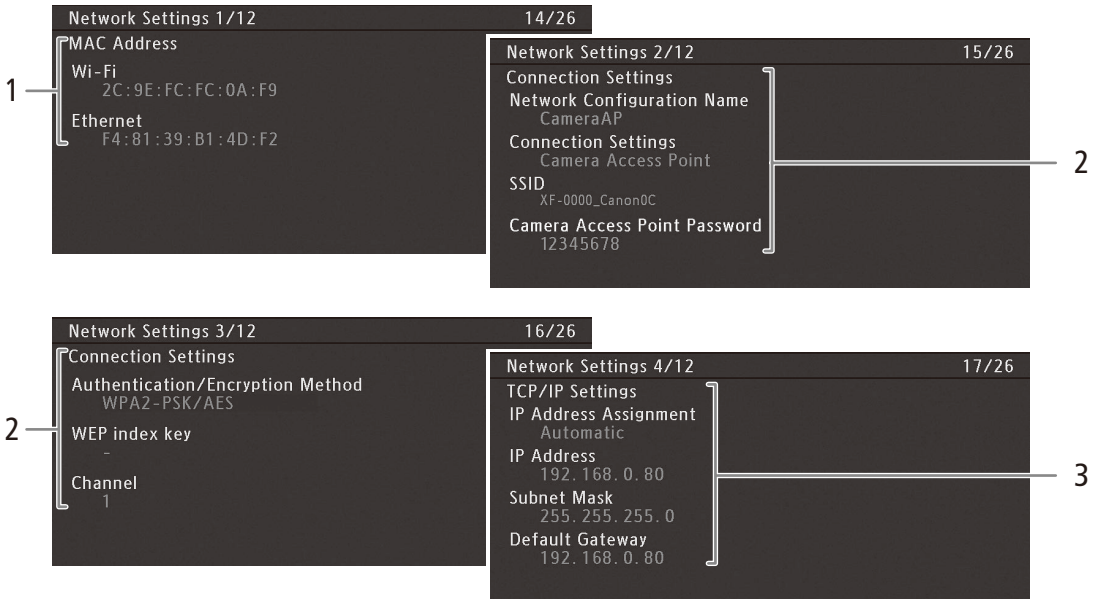 Network Settings 1/12 14/26
MAC Address
Wi-Fi
2C:9E:FC:FC:0A:F9
Ethernet
F4:81:39:B1:4D:F2
1
Network Settings 2/12 15/26
Connection Settings
Network Configuration Name
CameraAP
Connection Settings
Camera Access Point
SSID
XF-0000_Canon0C
Camera Access Point Password
12345678
2
Network Settings 3/12 16/26
Connection Settings
Authentication/Encryption Method
WPA2-PSK/AES
WEP index key
-
Channel
1
2
Network Settings 4/12 17/26
TCP/IP Settings
IP Address Assignment
Automatic
IP Address
192.168.0.80
Subnet Mask
255.255.255.0
Default Gateway
192.168.0.80
3